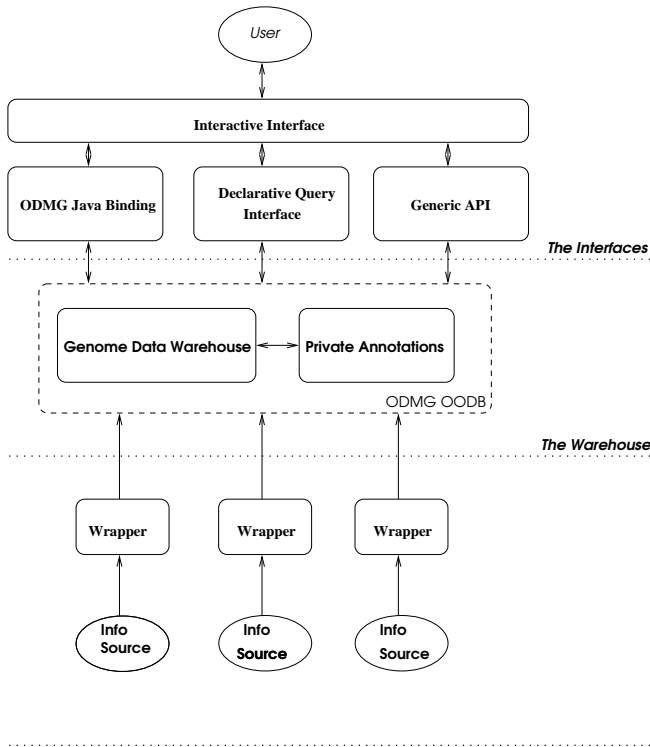 User
Interactive Interface
ODMG Java Binding
Declarative Query
Interface
Generic API
The Interfaces
Genome Data Warehouse
Private Annotations
ODMG OODB
The Warehouse
Wrapper
Wrapper
Wrapper
Info
Source
Info
Source
Info
Source